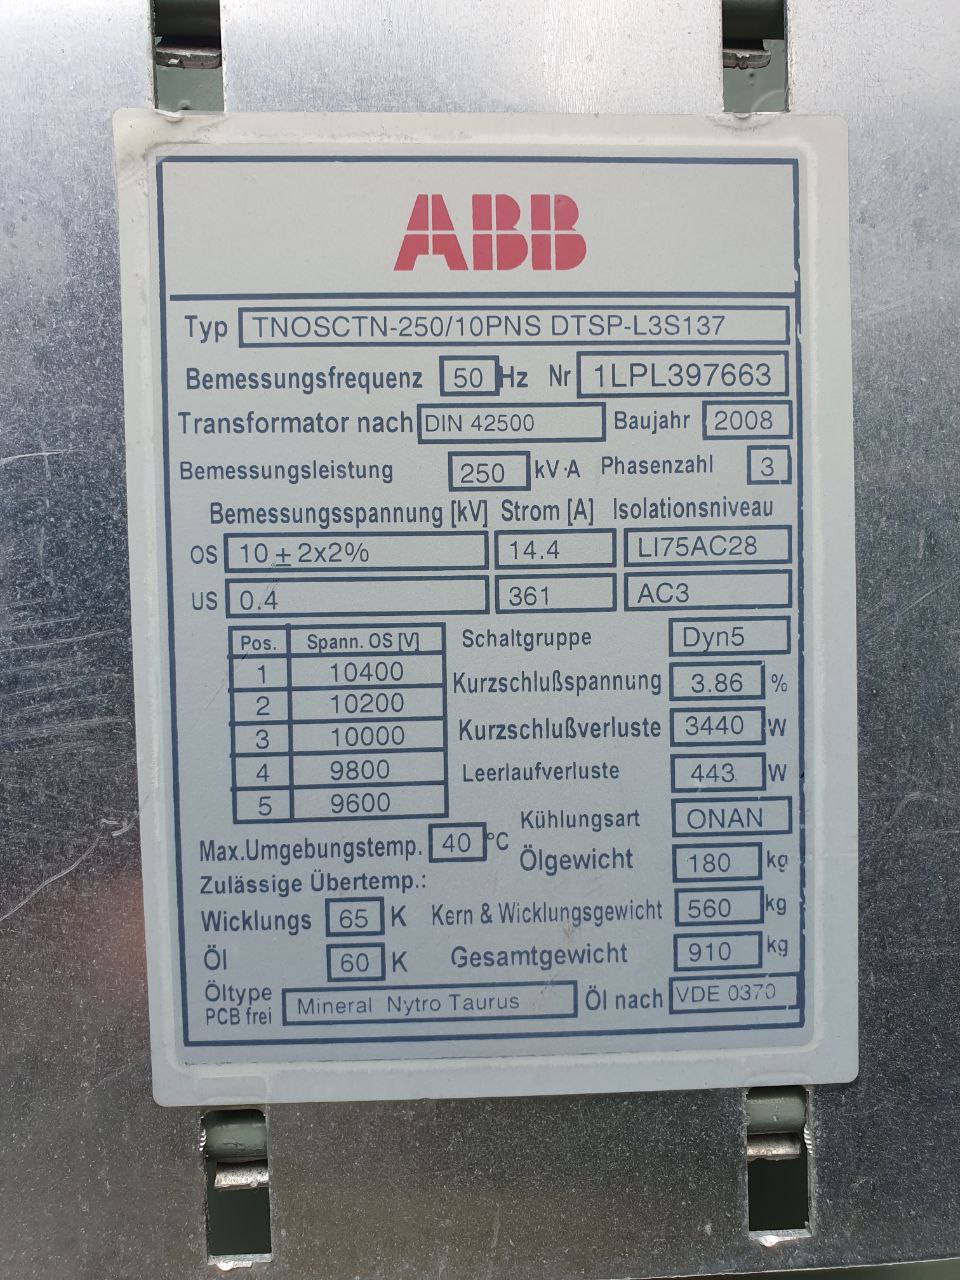 ABB
Typ TNOSCTN-250/10PNS DTSP-L3S137
Bemessungsfrequenz 50 Hz Nr 1LPL397663
Transformator nach DIN 42500 Baujahr 2008
Bemessungsleistung 250 kV·A Phasenzahl 3
Bemessungsspannung [kV] Strom [A] Isolationsniveau
OS 10 ± 2x2% 14.4 LI75AC28
US 0.4 361 AC3
Pos. Spann. OS [V]
1 10400
2 10200
3 10000
4 9800
5 9600
Schaltgruppe Dyn5
Kurzschlußspannung 3.86 %
Kurzschlußverluste 3440 W
Leerlaufverluste 443 W
Kühlungsart ONAN
Max.Umgebungstemp. 40 °C
Ölgewicht 180 kg
Zulässige Übertemp.:
Wicklungs 65 K Kern & Wicklungsgewicht 560 kg
Öl 60 K Gesamtgewicht 910 kg
Öltype
PCB frei Mineral Nytro Taurus Öl nach VDE 0370